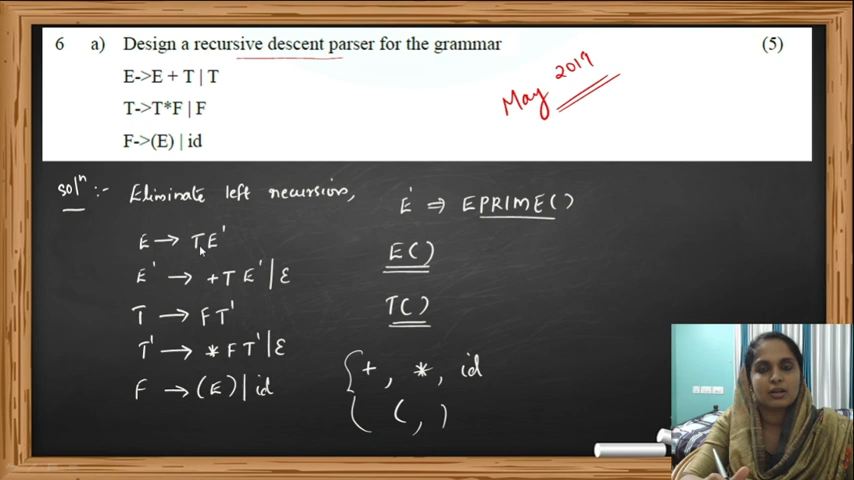 6 a) Design a recursive descent parser for the grammar (5)
E->E + T | T
T->T*F | F
F->(E) | id
May 2019
Solⁿ :- Eliminate left recursion,
E → TE'
E' → +TE' | ε
T → FT'
T' → *FT' | ε
F → (E) | id
E' ⇒ EPRIME()
E()
T()
{+, *, id
( (, )